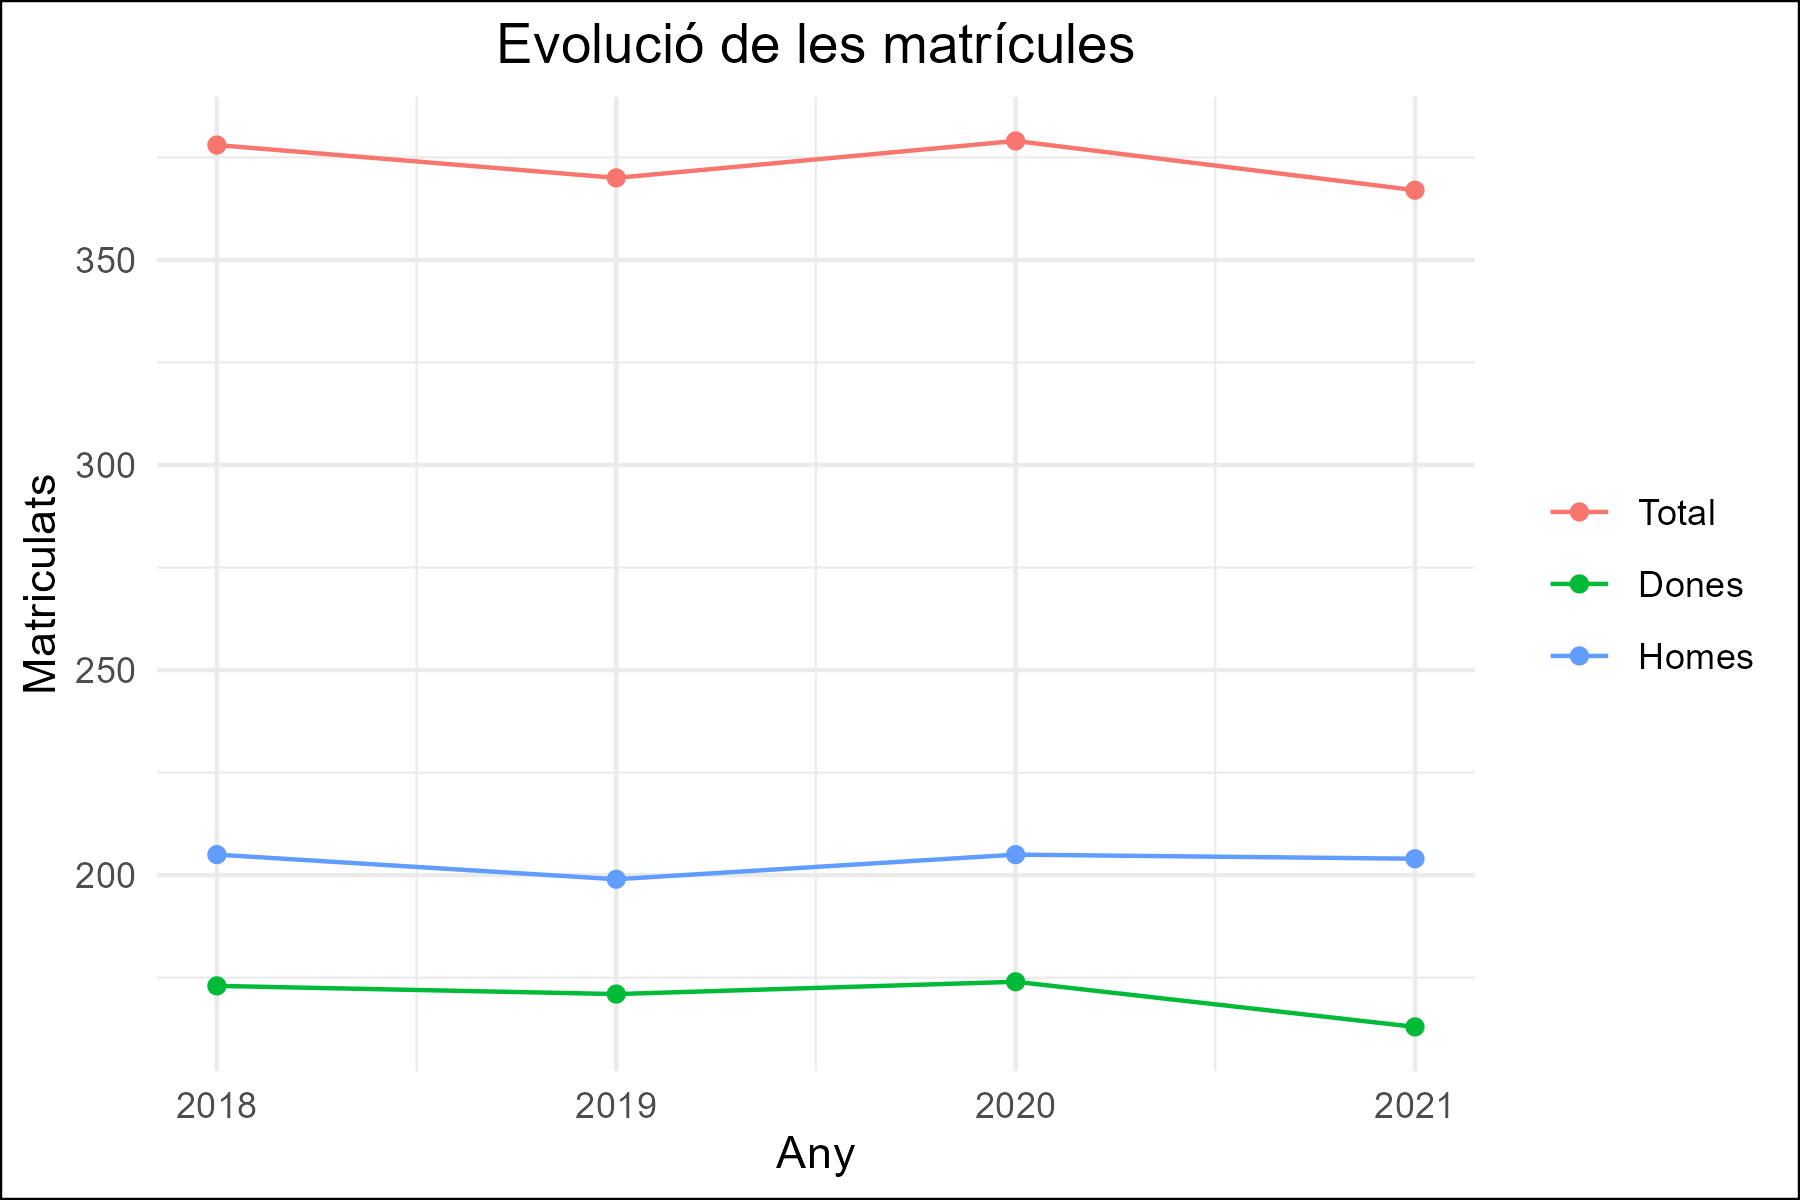 Evolució de les matrícules
Matriculats
350
300
250
200
2018
2019
2020
2021
Any
Total
Dones
Homes